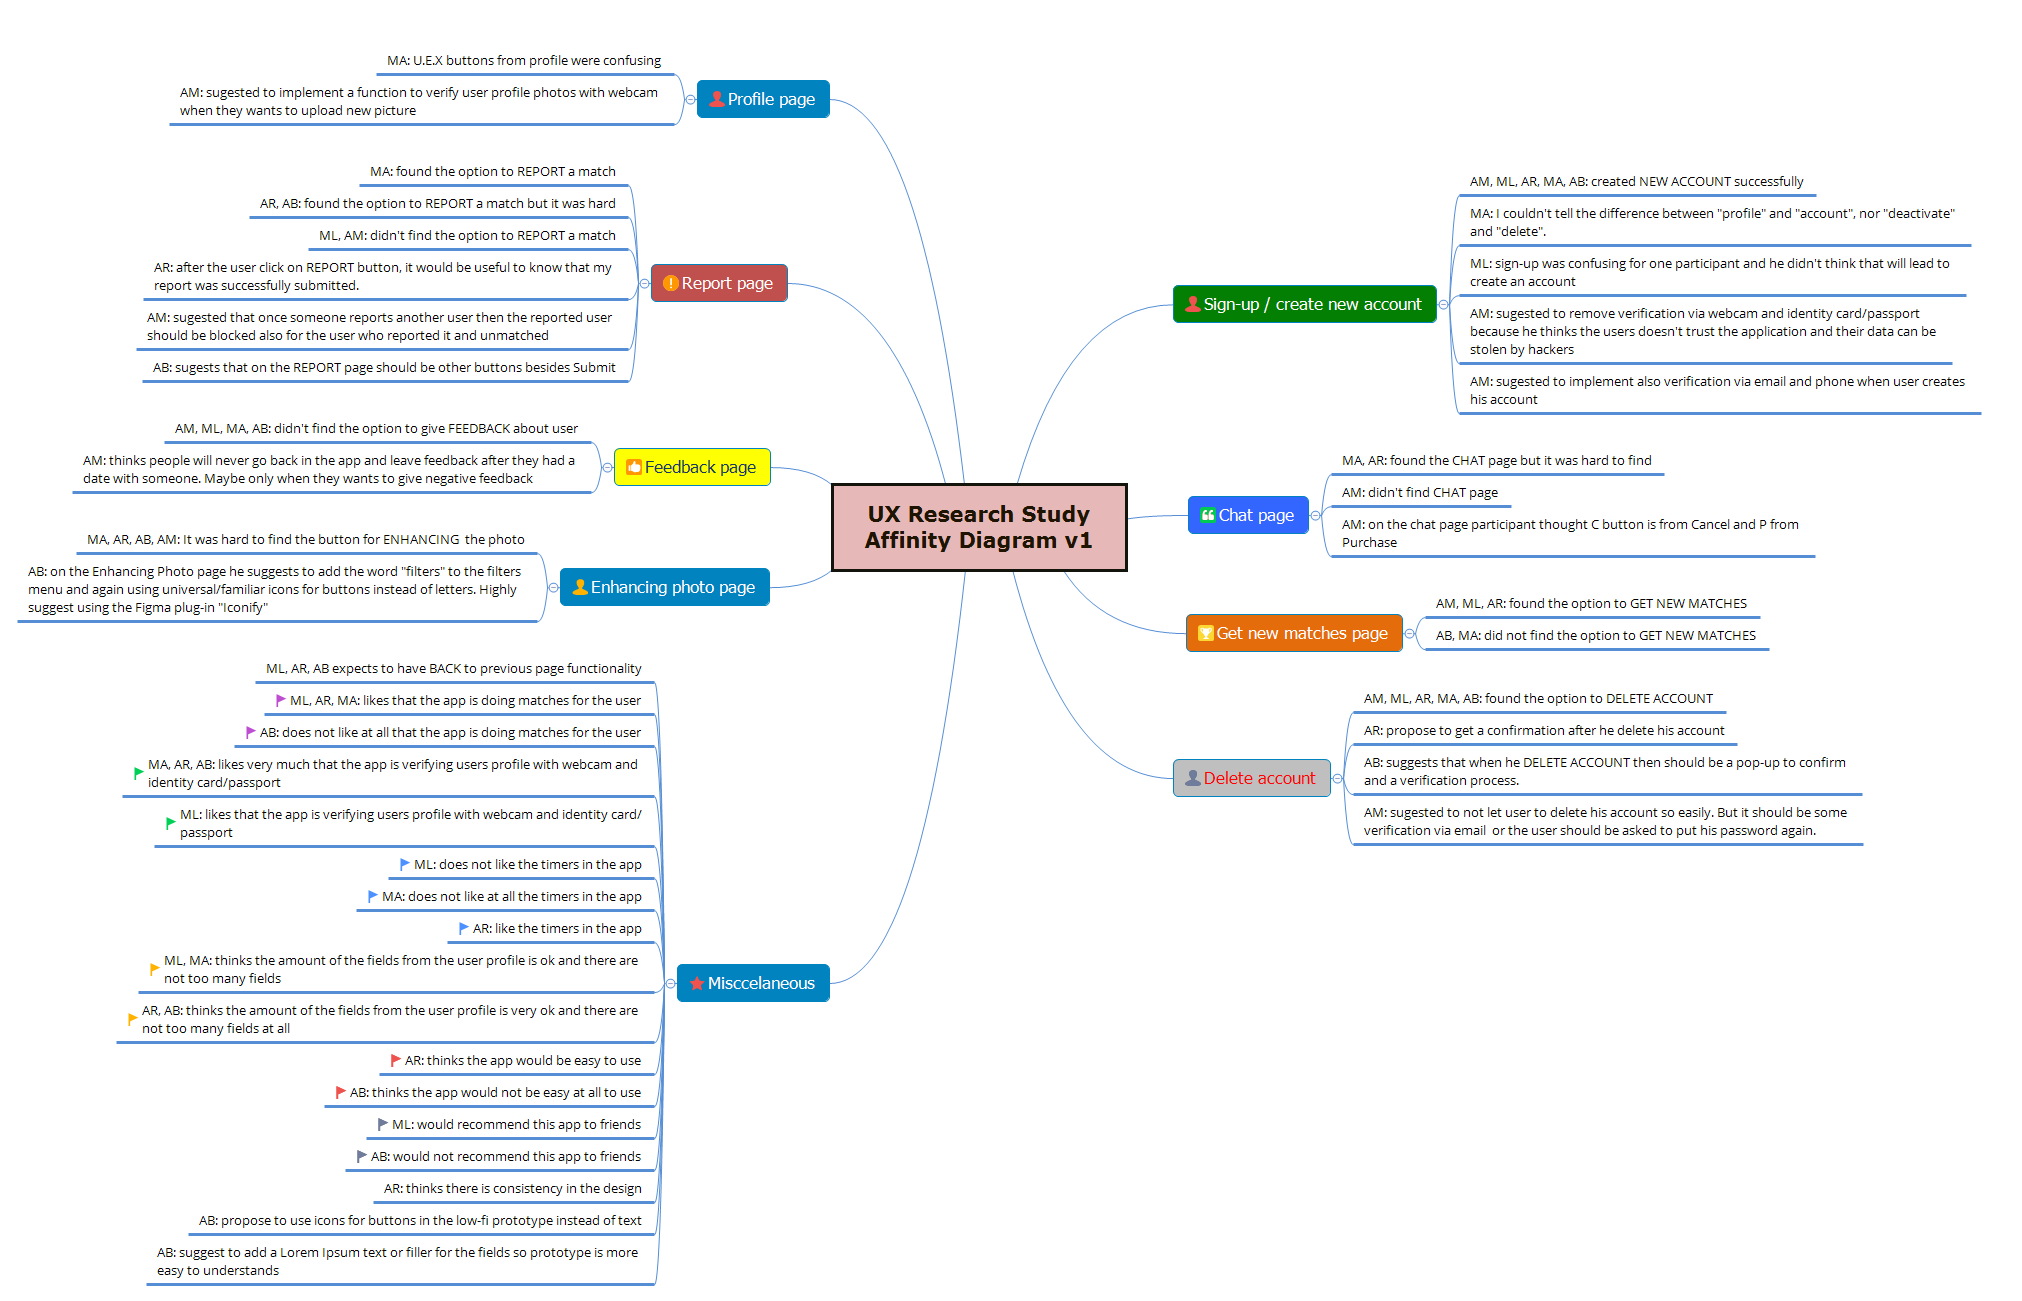 UX Research Study
Affinity Diagram v1
Profile page
MA: U.E.X buttons from profile were confusing
AM: sugested to implement a function to verify user profile photos with webcam
when they wants to upload new picture
Report page
MA: found the option to REPORT a match
AR, AB: found the option to REPORT a match but it was hard
ML, AM: didn't find the option to REPORT a match
AR: after the user click on REPORT button, it would be useful to know that my
report was successfully submitted.
AM: sugested that once someone reports another user then the reported user
should be blocked also for the user who reported it and unmatched
AB: sugests that on the REPORT page should be other buttons besides Submit
Feedback page
AM, ML, MA, AB: didn't find the option to give FEEDBACK about user
AM: thinks people will never go back in the app and leave feedback after they had a
date with someone. Maybe only when they wants to give negative feedback
Enhancing photo page
MA, AR, AB, AM: It was hard to find the button for ENHANCING the photo
AB: on the Enhancing Photo page he suggests to add the word "filters" to the filters
menu and again using universal/familiar icons for buttons instead of letters. Highly
suggest using the Figma plug-in "Iconify"
Misccelaneous
ML, AR, AB expects to have BACK to previous page functionality
ML, AR, MA: likes that the app is doing matches for the user
AB: does not like at all that the app is doing matches for the user
MA, AR, AB: likes very much that the app is verifying users profile with webcam and
identity card/passport
ML: likes that the app is verifying users profile with webcam and identity card/
passport
ML: does not like the timers in the app
MA: does not like at all the timers in the app
AR: like the timers in the app
ML, MA: thinks the amount of the fields from the user profile is ok and there are
not too many fields
AR, AB: thinks the amount of the fields from the user profile is very ok and there are
not too many fields at all
AR: thinks the app would be easy to use
AB: thinks the app would not be easy at all to use
ML: would recommend this app to friends
AB: would not recommend this app to friends
AR: thinks there is consistency in the design
AB: propose to use icons for buttons in the low-fi prototype instead of text
AB: suggest to add a Lorem Ipsum text or filler for the fields so prototype is more
easy to understands
Sign-up / create new account
AM, ML, AR, MA, AB: created NEW ACCOUNT successfully
MA: I couldn't tell the difference between "profile" and "account", nor "deactivate"
and "delete".
ML: sign-up was confusing for one participant and he didn't think that will lead to
create an account
AM: sugested to remove verification via webcam and identity card/passport
because he thinks the users doesn't trust the application and their data can be
stolen by hackers
AM: sugested to implement also verification via email and phone when user creates
his account
Chat page
MA, AR: found the CHAT page but it was hard to find
AM: didn't find CHAT page
AM: on the chat page participant thought C button is from Cancel and P from
Purchase
Get new matches page
AM, ML, AR: found the option to GET NEW MATCHES
AB, MA: did not find the option to GET NEW MATCHES
Delete account
AM, ML, AR, MA, AB: found the option to DELETE ACCOUNT
AR: propose to get a confirmation after he delete his account
AB: suggests that when he DELETE ACCOUNT then should be a pop-up to confirm
and a verification process.
AM: sugested to not let user to delete his account so easily. But it should be some
verification via email or the user should be asked to put his password again.